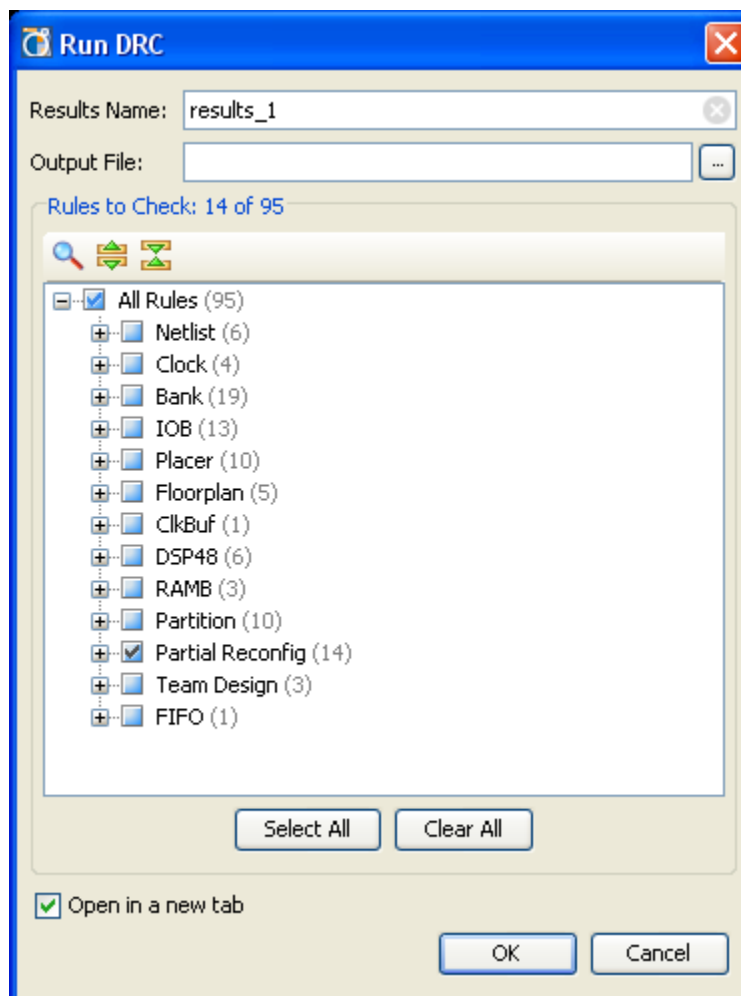 Run DRC
Results Name: results_1
Output File: ...
Rules to Check: 14 of 95
All Rules (95)
Netlist (6)
Clock (4)
Bank (19)
IOB (13)
Placer (10)
Floorplan (5)
ClkBuf (1)
DSP48 (6)
RAMB (3)
Partition (10)
Partial Reconfig (14)
Team Design (3)
FIFO (1)
Select All Clear All
Open in a new tab
OK Cancel